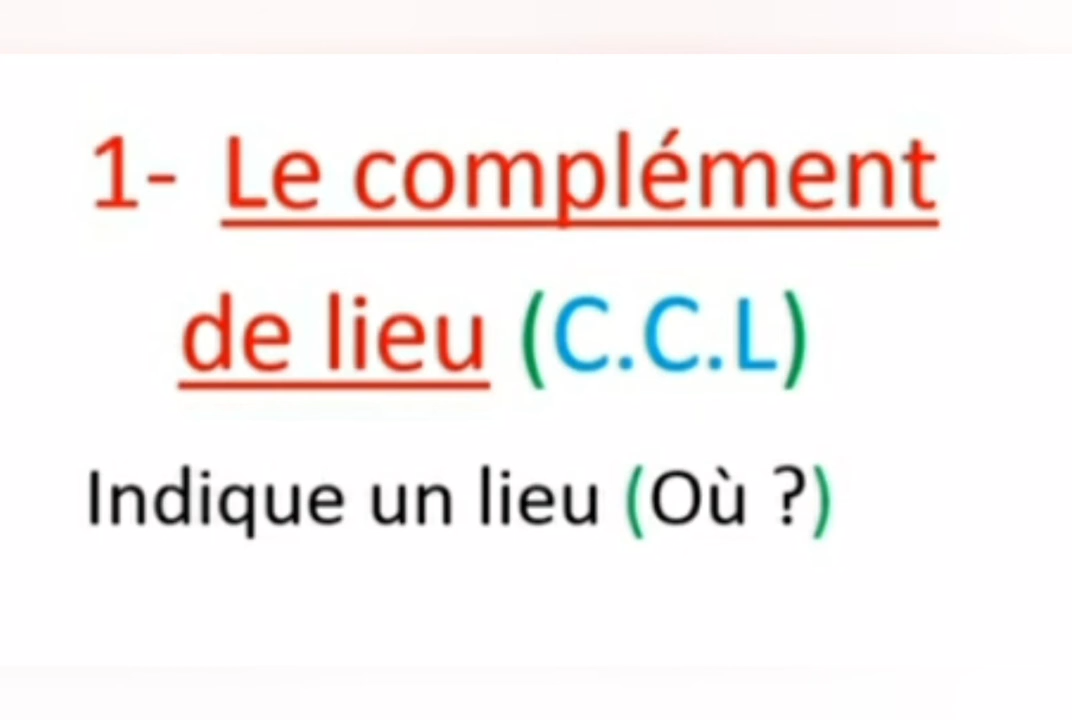 1- Le complément
de lieu (C.C.L)
Indique un lieu (Où ?)